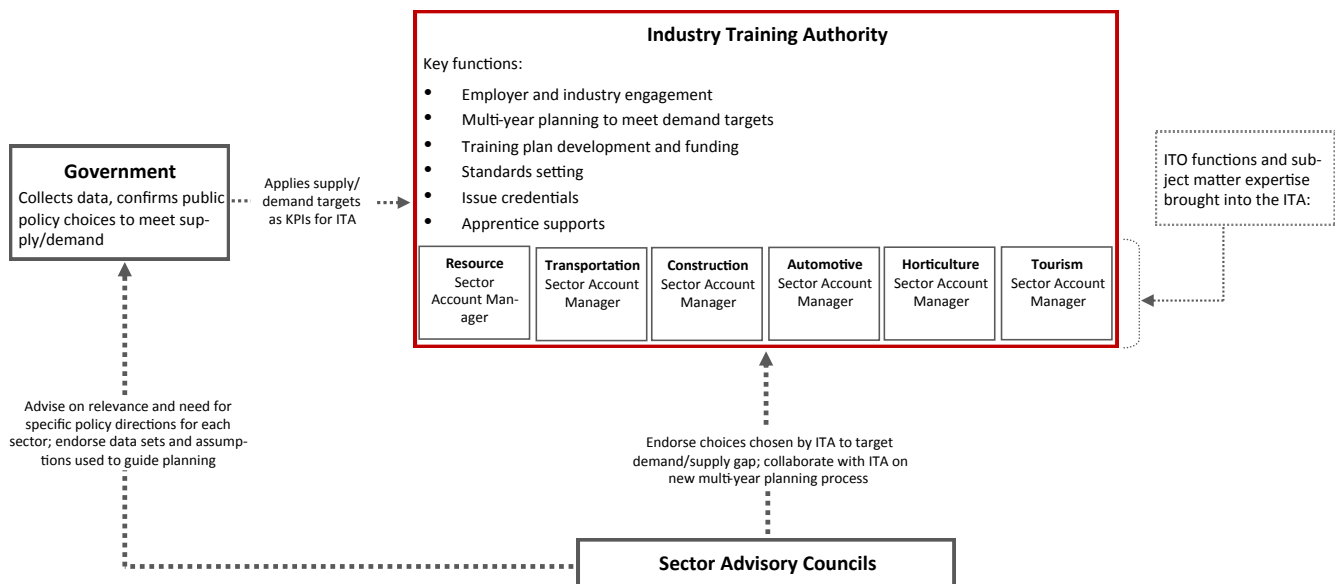 Industry Training Authority
Key functions:
• Employer and industry engagement
• Multi-year planning to meet demand targets
• Training plan development and funding
• Standards setting
• Issue credentials
• Apprentice supports
Government
Collects data, confirms public
policy choices to meet sup-
ply/demand
Applies supply/
demand targets
as KPIs for ITA
ITO functions and sub-
ject matter expertise
brought into the ITA:
Resource
Sector
Account Man-
ager
Transportation
Sector Account
Manager
Construction
Sector Account
Manager
Automotive
Sector Account
Manager
Horticulture
Sector Account
Manager
Tourism
Sector Account
Manager
Advise on relevance and need for
specific policy directions for each
sector; endorse data sets and assump-
tions used to guide planning
Endorse choices chosen by ITA to target
demand/supply gap; collaborate with ITA on
new multi-year planning process
Sector Advisory Councils